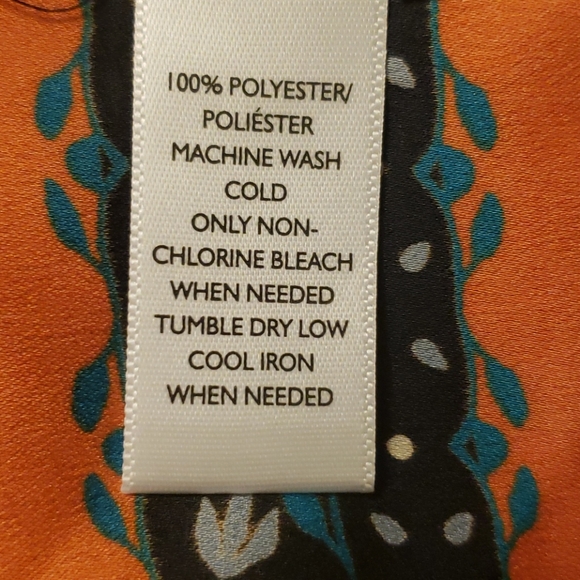 100% POLYESTER/
POLIÉSTER
MACHINE WASH
COLD
ONLY NON-
CHLORINE BLEACH
WHEN NEEDED
TUMBLE DRY LOW
COOL IRON
WHEN NEEDED